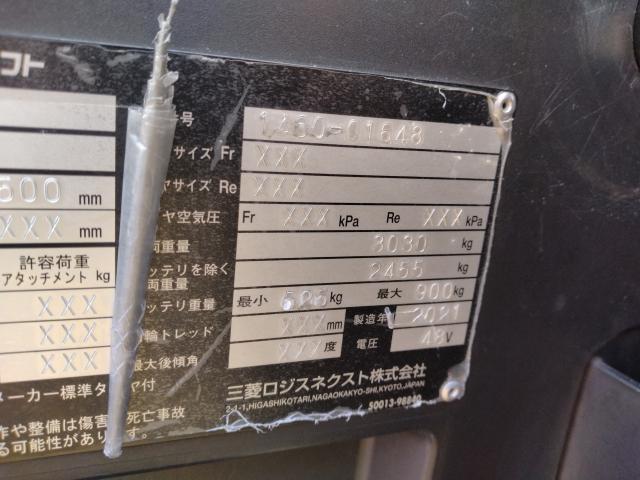 フト
号 1A50-01648
サイズ Fr XXX
ヤサイズ Re XXX
ヤ空気圧 Fr XXX kPa Re XXX kPa
両重量 3030 kg
ッテリを除く
両重量 2455 kg
ッテリ重量 最小 kg 最大 900 kg
輪トレッド XXX mm 製造年 2021
最大後傾角 XXX 度 電圧 48 V
500 mm
XXX mm
許容荷重
アタッチメント kg
XXX
XXX
XXX
メーカー標準タ ヤ付
作や整備は傷害 死亡事故
る可能性があり す。
三菱ロジスネクスト株式会社
2-1-1,HIGASHIKOTARI,NAGAOKAKYO-SHI,KYOTO,JAPAN
50013-98840